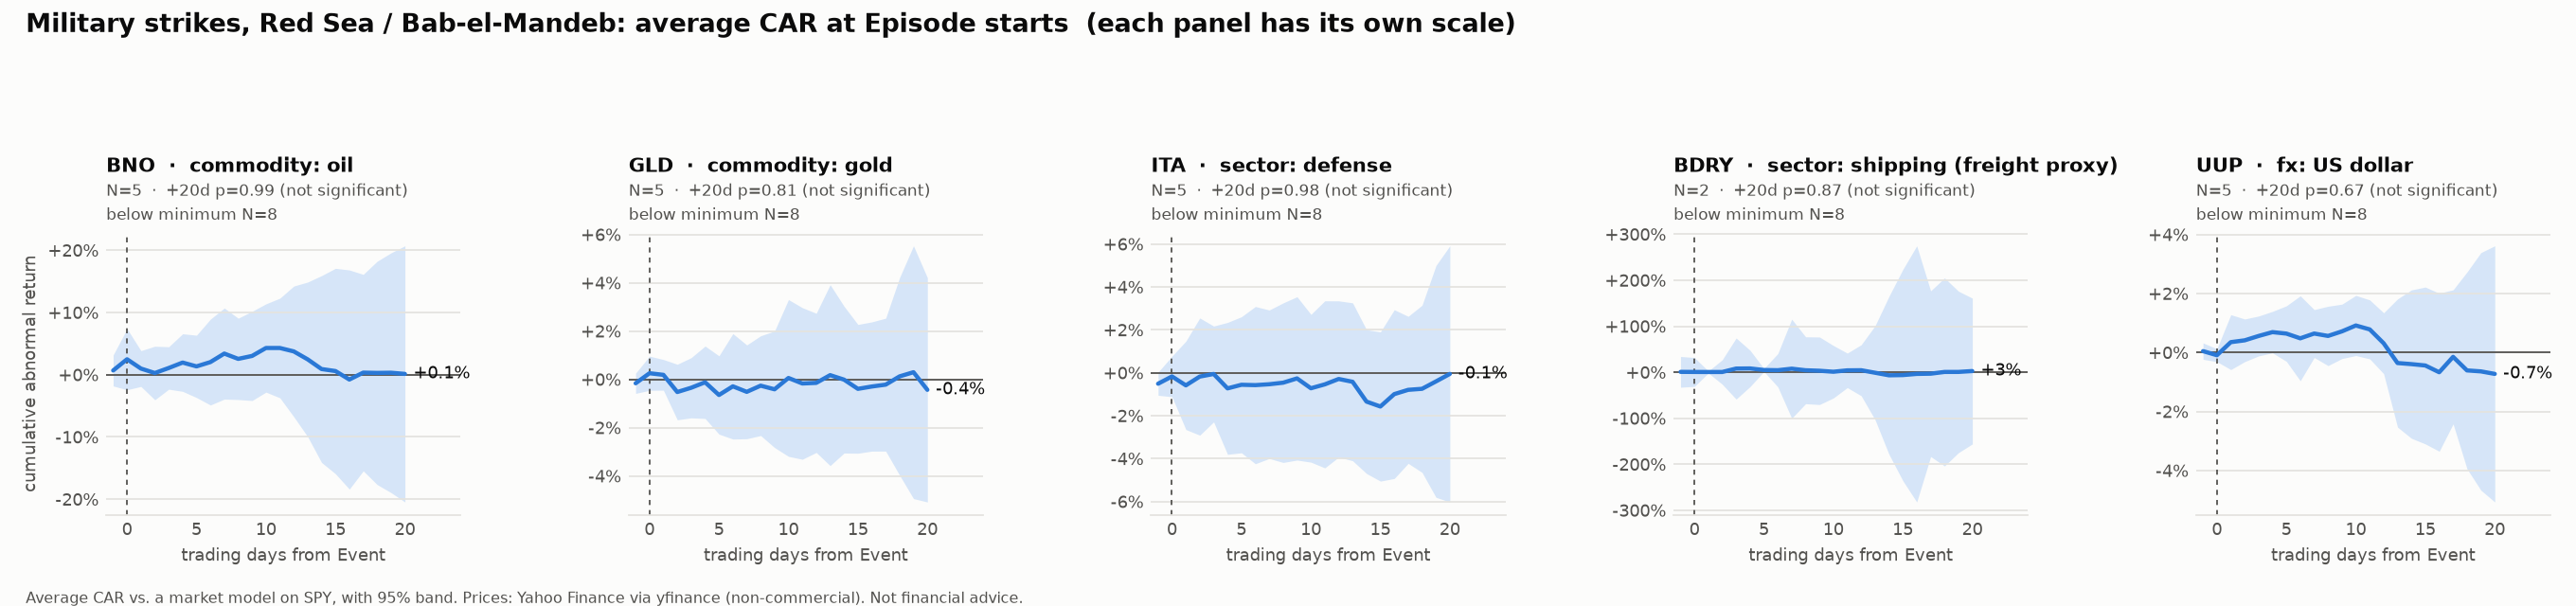 Military strikes, Red Sea / Bab-el-Mandeb: average CAR at Episode starts  (each panel has its own scale)
BNO · commodity: oil
N=5 · +20d p=0.99 (not significant)
below minimum N=8
cumulative abnormal return
+20%
+10%
+0%
-10%
-20%
+0.1%
0 5 10 15 20
trading days from Event
GLD · commodity: gold
N=5 · +20d p=0.81 (not significant)
below minimum N=8
+6%
+4%
+2%
+0%
-2%
-4%
-0.4%
0 5 10 15 20
trading days from Event
ITA · sector: defense
N=5 · +20d p=0.98 (not significant)
below minimum N=8
+6%
+4%
+2%
+0%
-2%
-4%
-6%
-0.1%
0 5 10 15 20
trading days from Event
BDRY · sector: shipping (freight proxy)
N=2 · +20d p=0.87 (not significant)
below minimum N=8
+300%
+200%
+100%
+0%
-100%
-200%
-300%
+3%
0 5 10 15 20
trading days from Event
UUP · fx: US dollar
N=5 · +20d p=0.67 (not significant)
below minimum N=8
+4%
+2%
+0%
-2%
-4%
-0.7%
0 5 10 15 20
trading days from Event
Average CAR vs. a market model on SPY, with 95% band. Prices: Yahoo Finance via yfinance (non-commercial). Not financial advice.